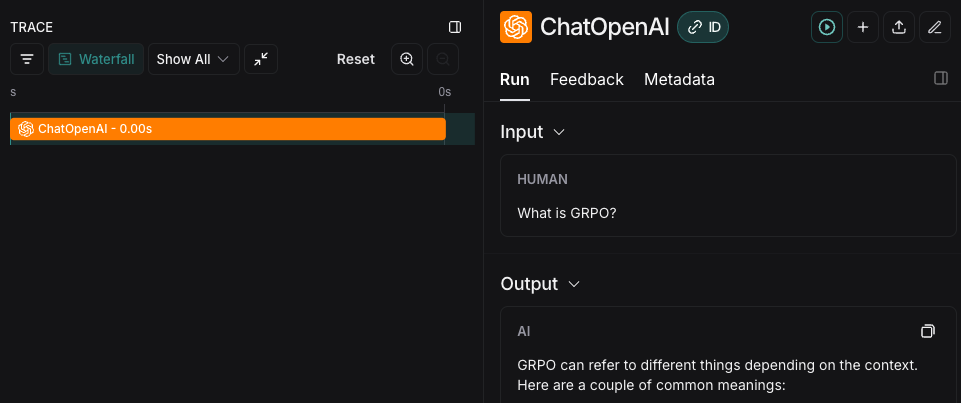 TRACE
Waterfall
Show All
Reset
s
0s
ChatOpenAI - 0.00s
ChatOpenAI
ID
Run
Feedback
Metadata
Input
HUMAN
What is GRPO?
Output
AI
GRPO can refer to different things depending on the context.
Here are a couple of common meanings: